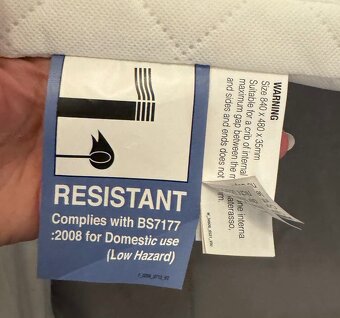 RESISTANT
Complies with BS7177
:2008 for Domestic use
(Low Hazard)
WARNING
Size 840 x 480 x 35mm
Suitable for a crib of internal
maximum gap between the m
and sides and ends does not